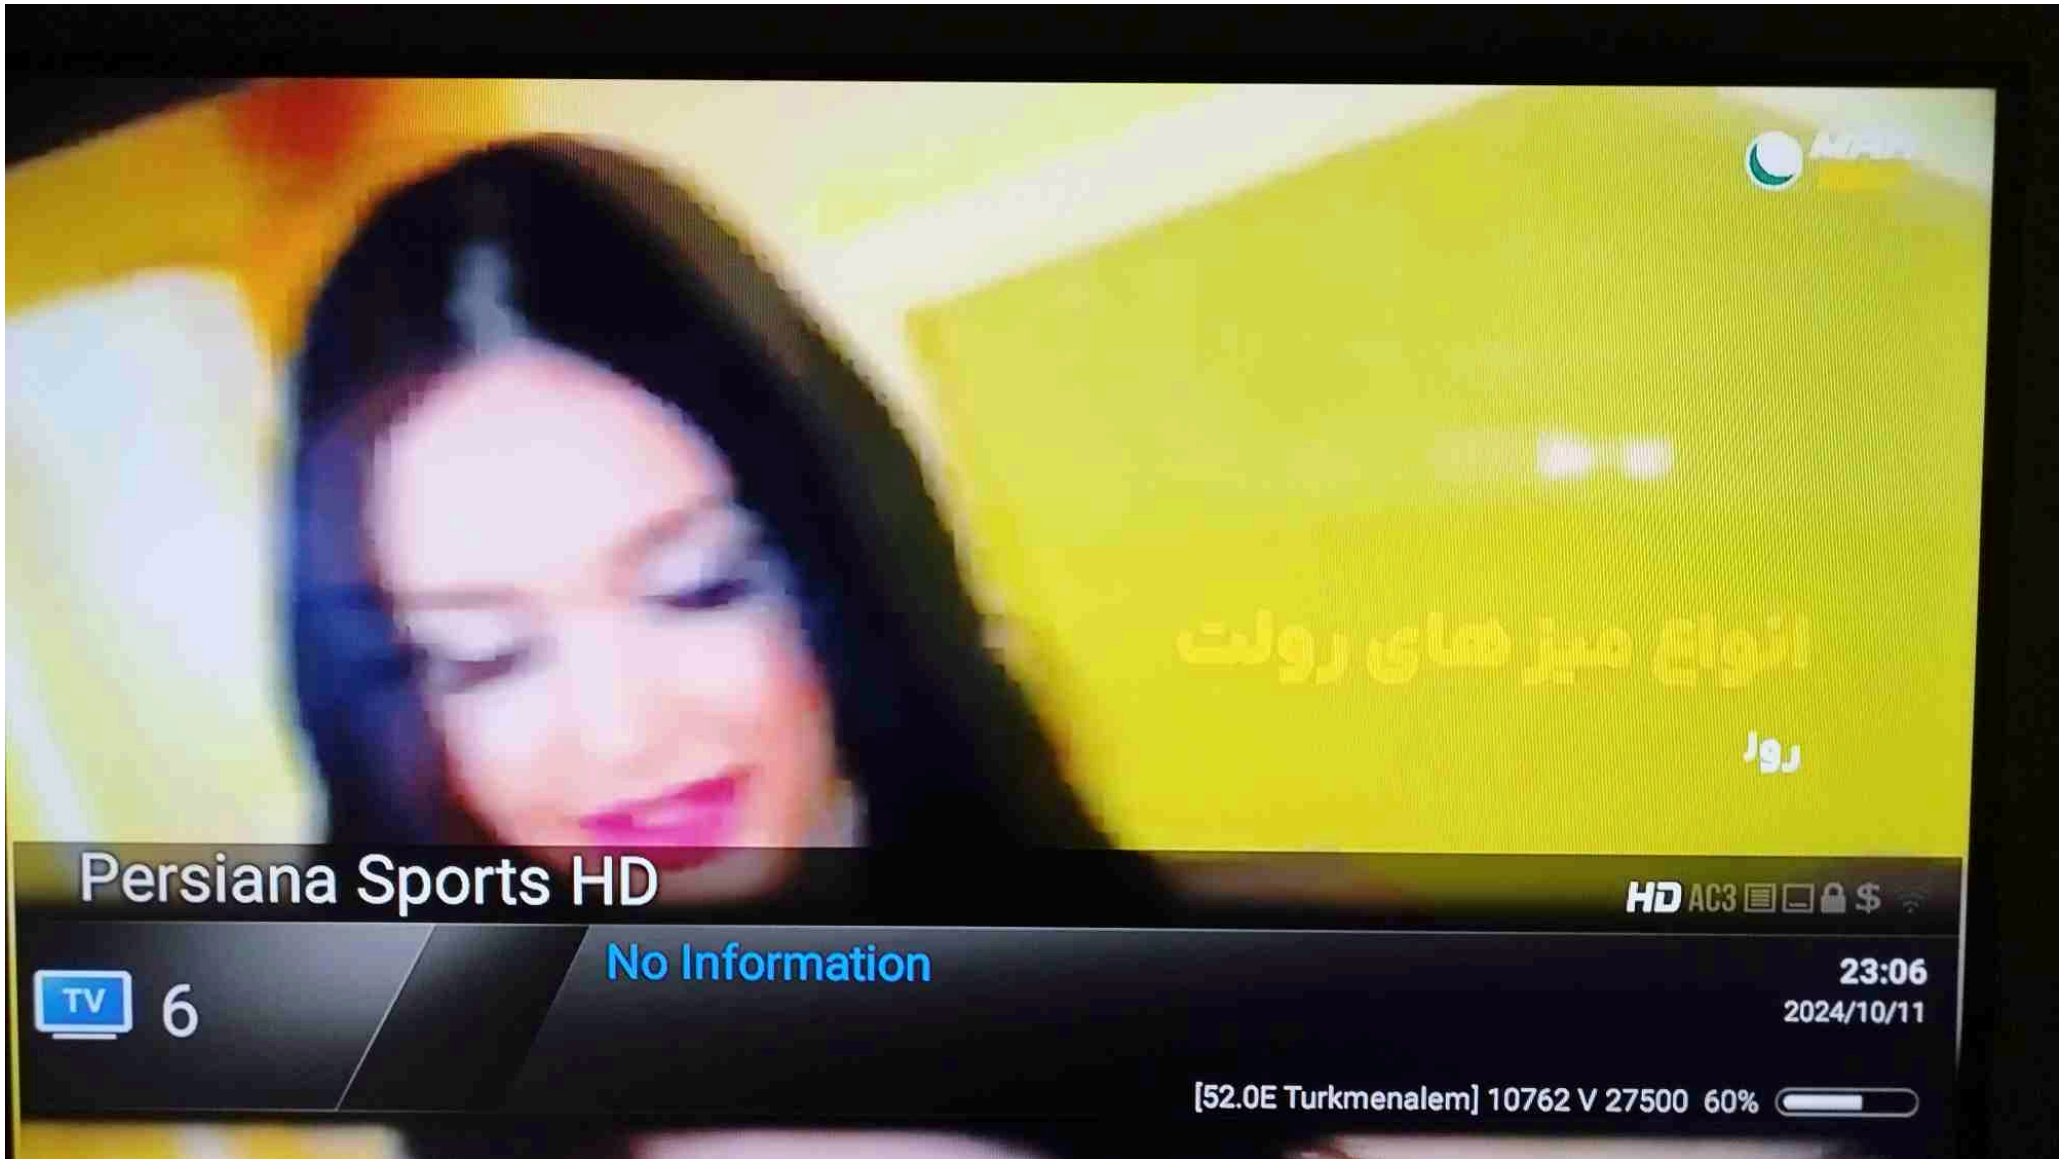 انواع میز های رولت
روز
Persiana Sports HD
HD AC3 $
No Information
TV 6
23:06
2024/10/11
[52.0E Turkmenalem] 10762 V 27500 60%